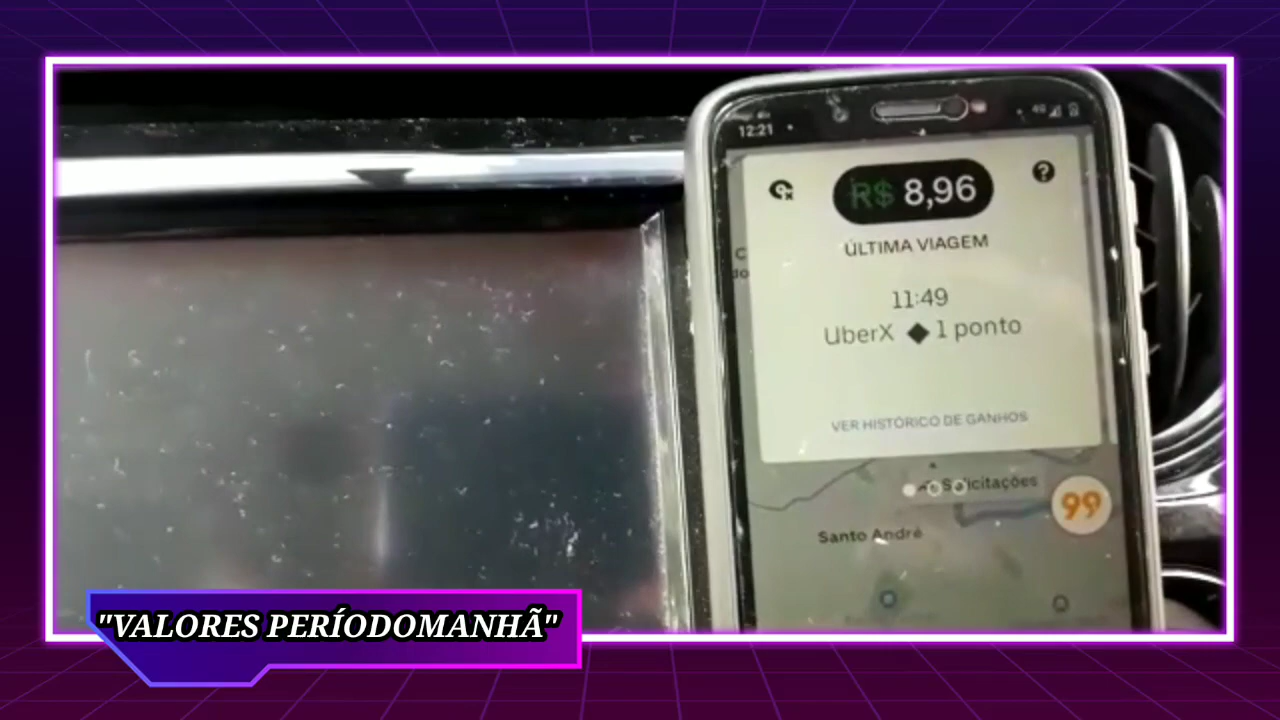 12:21
4G
R$ 8,96
?
ÚLTIMA VIAGEM
11:49
UberX ◆ 1 ponto
VER HISTÓRICO DE GANHOS
Solicitações
99
Santo André
"VALORES PERÍODOMANHÃ"